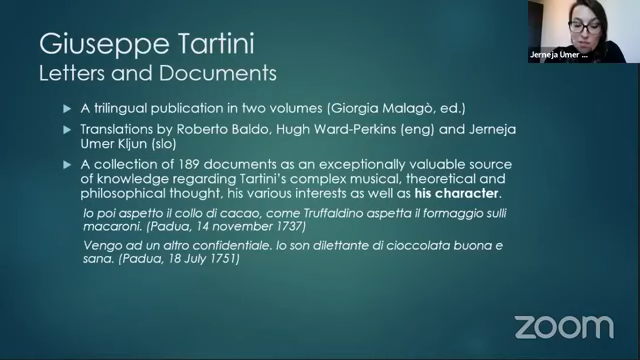 Giuseppe Tartini
Letters and Documents
A trilingual publication in two volumes (Giorgia Malagò, ed.)
Translations by Roberto Baldo, Hugh Ward-Perkins (eng) and Jerneja
Umer Kljun (slo)
A collection of 189 documents as an exceptionally valuable source
of knowledge regarding Tartini's complex musical, theoretical and
philosophical thought, his various interests as well as his character.
Io poi aspetto il collo di cacao, come Truffaldino aspetta il formaggio sulli
macaroni. (Padua, 14 november 1737)
Vengo ad un altro confidentiale. Io son dilettante di cioccolata buona e
sana. (Padua, 18 July 1751)
Jerneja Umer ...
zoom